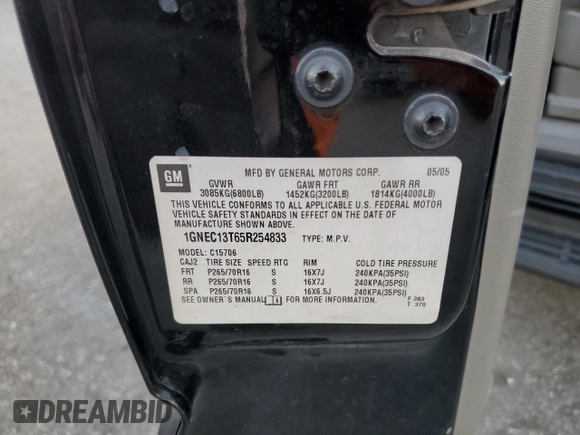 8
GM
MFD BY GENERAL MOTORS CORP. 05/05
GVWR GAWR FRT GAWR RR
3085KG(6800LB) 1452KG(3200LB) 1814KG(4000LB)
THIS VEHICLE CONFORMS TO ALL APPLICABLE U.S. FEDERAL MOTOR
VEHICLE SAFETY STANDARDS IN EFFECT ON THE DATE OF
MANUFACTURE SHOWN ABOVE.
1GNEC13T65R254833 TYPE: M.P.V.
MODEL: C15706
CAJ2 TIRE SIZE SPEED RTG RIM COLD TIRE PRESSURE
FRT P265/70R16 S 16X7J 240KPA(35PSI)
RR P265/70R16 S 16X7J 240KPA(35PSI)
SPA P265/70R16 S 16X6.5J 240KPA(35PSI)
SEE OWNER'S MANUAL FOR MORE INFORMATION.
F 383
T 370
DREAMBID